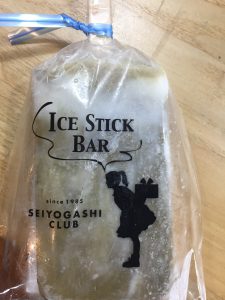 ICE STICK
BAR
since 1985
SEIYOGASHI
CLUB